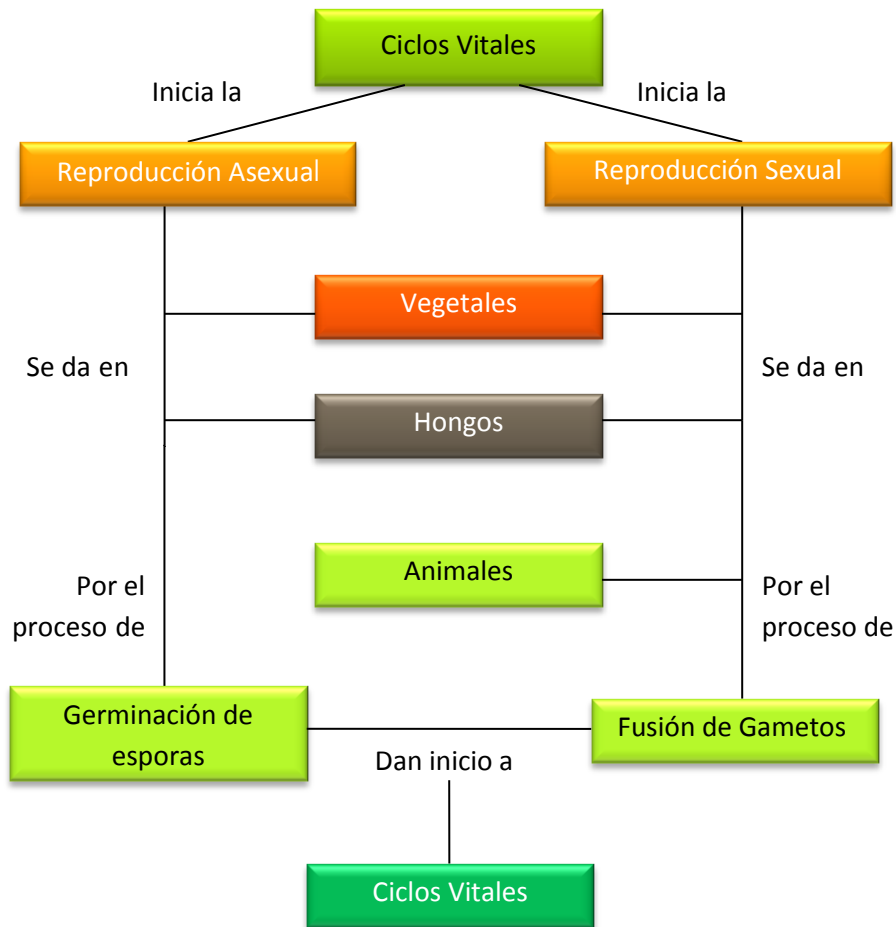 Ciclos Vitales
Inicia la
Inicia la
Reproducción Asexual
Reproducción Sexual
Vegetales
Se da en
Se da en
Hongos
Animales
Por el
proceso de
Por el
proceso de
Germinación de
esporas
Fusión de Gametos
Dan inicio a
Ciclos Vitales